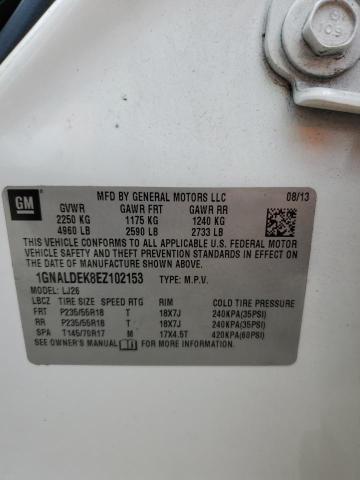 GM
109
GM
MFD BY GENERAL MOTORS LLC 08/13
GVWR GAWR FRT GAWR RR
2250 KG 1175 KG 1240 KG
4960 LB 2590 LB 2733 LB
THIS VEHICLE CONFORMS TO ALL APPLICABLE U.S. FEDERAL MOTOR
VEHICLE SAFETY AND THEFT PREVENTION STANDARDS IN EFFECT
ON THE DATE OF MANUFACTURE SHOWN ABOVE.
1GNALDEK8EZ102153 TYPE: M.P.V.
MODEL: LJ26
LBCZ TIRE SIZE SPEED RTG RIM COLD TIRE PRESSURE
FRT P235/55R18 T 18X7J 240KPA(35PSI)
RR P235/55R18 T 18X7J 240KPA(35PSI)
SPA T145/70R17 M 17X4.5T 420KPA(60PSI)
SEE OWNER'S MANUAL FOR MORE INFORMATION.